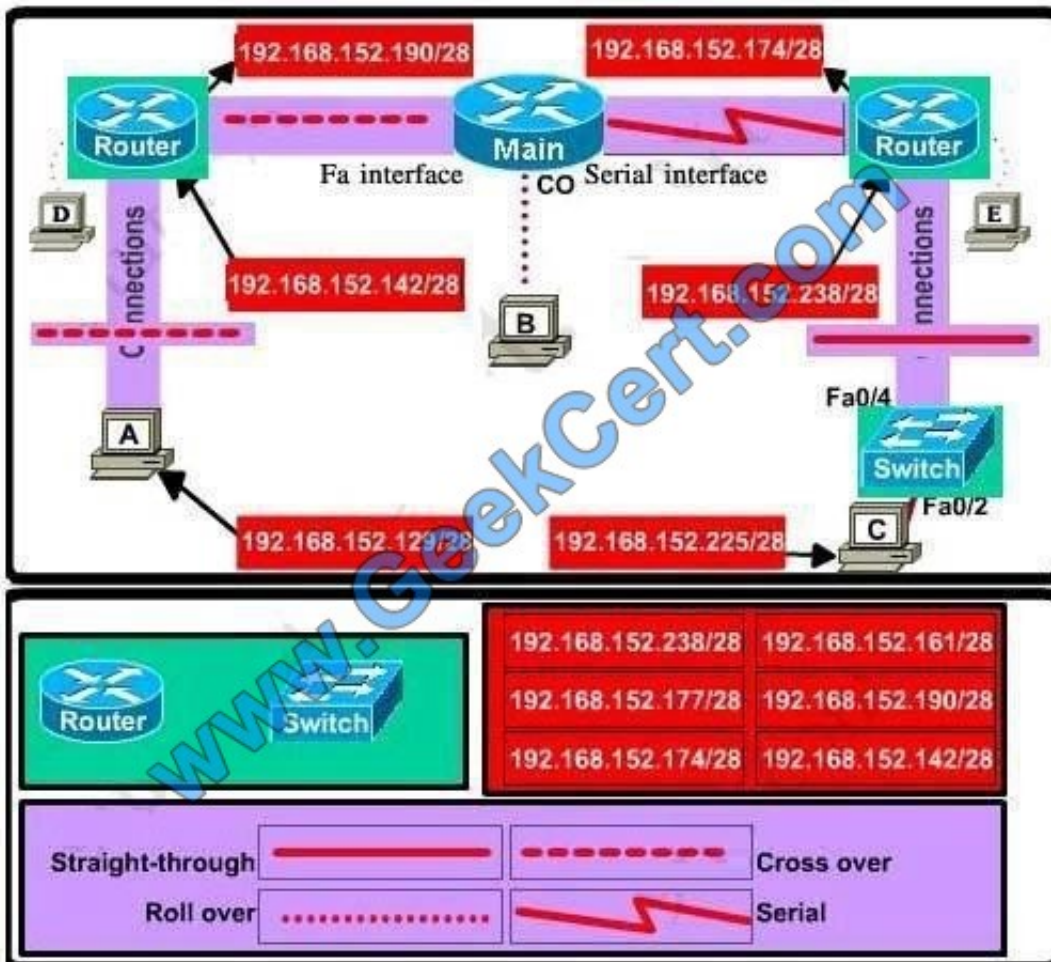 192.168.152.190/28
192.168.152.174/28
Router
Main
Router
Fa interface
CO
Serial interface
D
E
192.168.152.142/28
192.168.152.238/28
B
Fa0/4
A
Switch
Fa0/2
C
192.168.152.129/28
192.168.152.225/28
www.GeekCert.com
Router
Switch
192.168.152.238/28
192.168.152.161/28
192.168.152.177/28
192.168.152.190/28
192.168.152.174/28
192.168.152.142/28
Straight-through
Cross over
Roll over
Serial